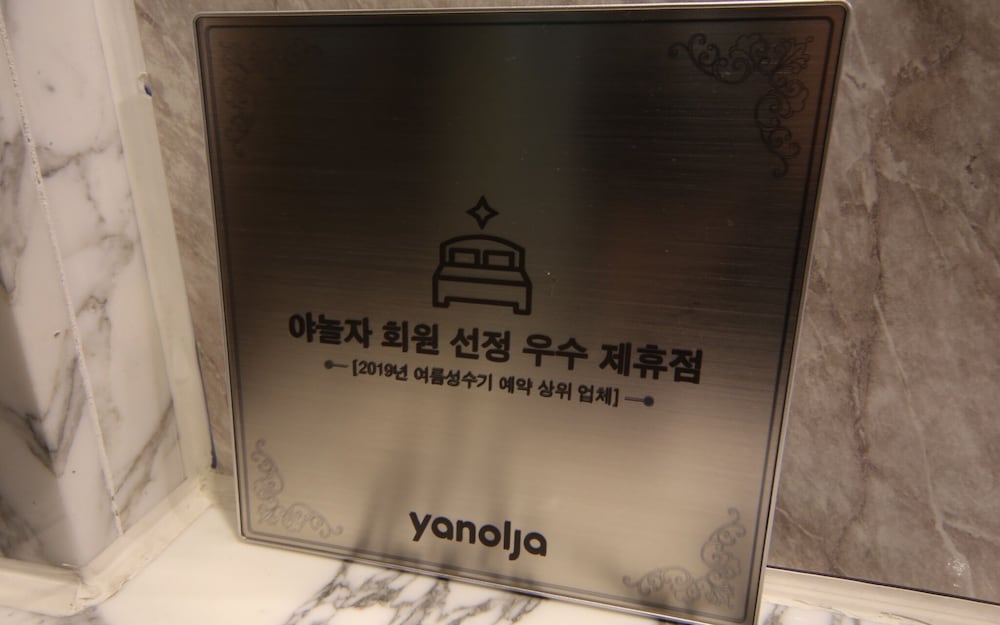 야놀자 회원 선정 우수 제휴점
[2019년 여름성수기 예약 상위 업체]
yanolja